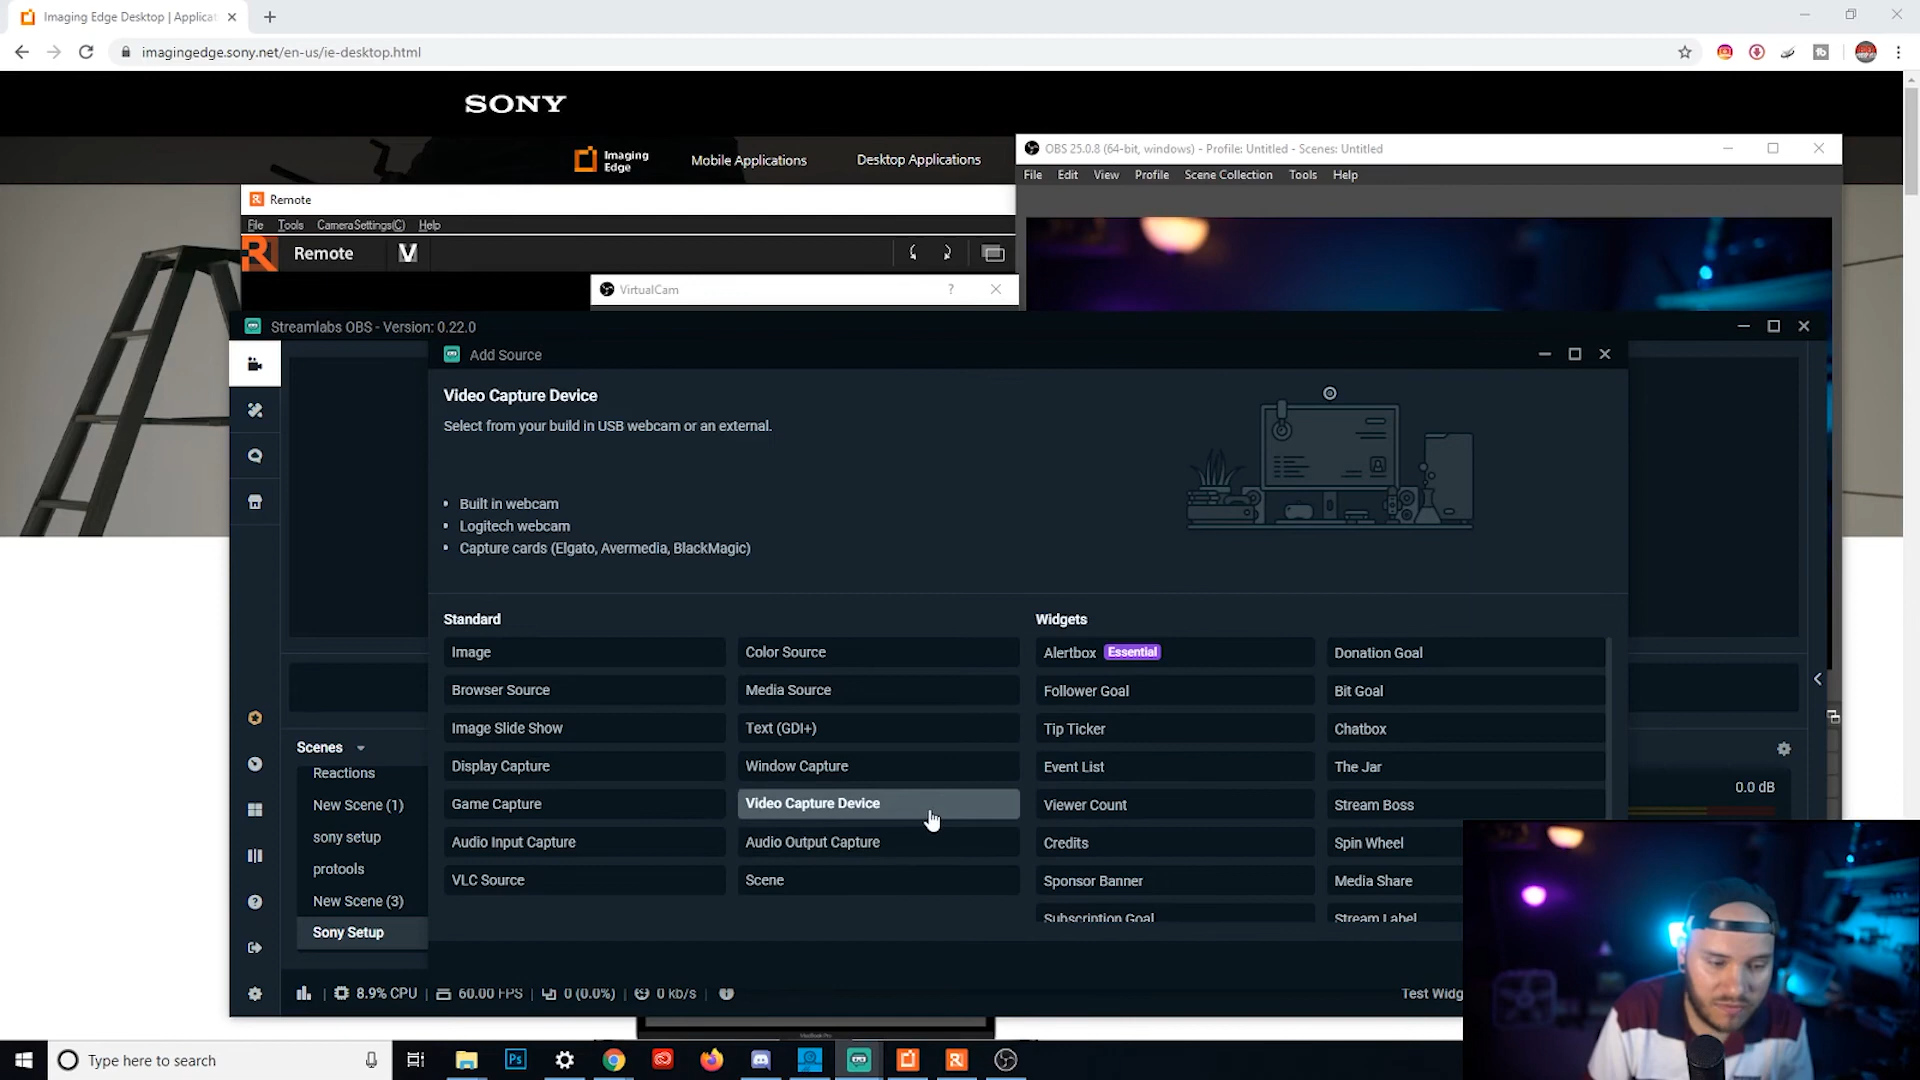 Imaging Edge Desktop | Applicat
imagingedge.sony.net/en-us/ie-desktop.html
SONY
Imaging Edge
Mobile Applications
Desktop Applications
OBS 25.0.8 (64-bit, windows) - Profile: Untitled - Scenes: Untitled
File Edit View Profile Scene Collection Tools Help
Remote
File Tools CameraSettings(C) Help
R Remote V
VirtualCam ?
Streamlabs OBS - Version: 0.22.0
Add Source
Video Capture Device
Select from your build in USB webcam or an external.
• Built in webcam
• Logitech webcam
• Capture cards (Elgato, Avermedia, BlackMagic)
Standard
Widgets
Image
Color Source
Alertbox Essential
Donation Goal
Browser Source
Media Source
Follower Goal
Bit Goal
Image Slide Show
Text (GDI+)
Tip Ticker
Chatbox
Display Capture
Window Capture
Event List
The Jar
Game Capture
Video Capture Device
Viewer Count
Stream Boss
Audio Input Capture
Audio Output Capture
Credits
Spin Wheel
VLC Source
Scene
Sponsor Banner
Media Share
Subscription Goal
Stream Label
Scenes
Reactions
New Scene (1)
sony setup
protools
New Scene (3)
Sony Setup
0.0 dB
8.9% CPU | 60.00 FPS | 0 (0.0%) | 0 kb/s
Test Widg
Type here to search
Ps